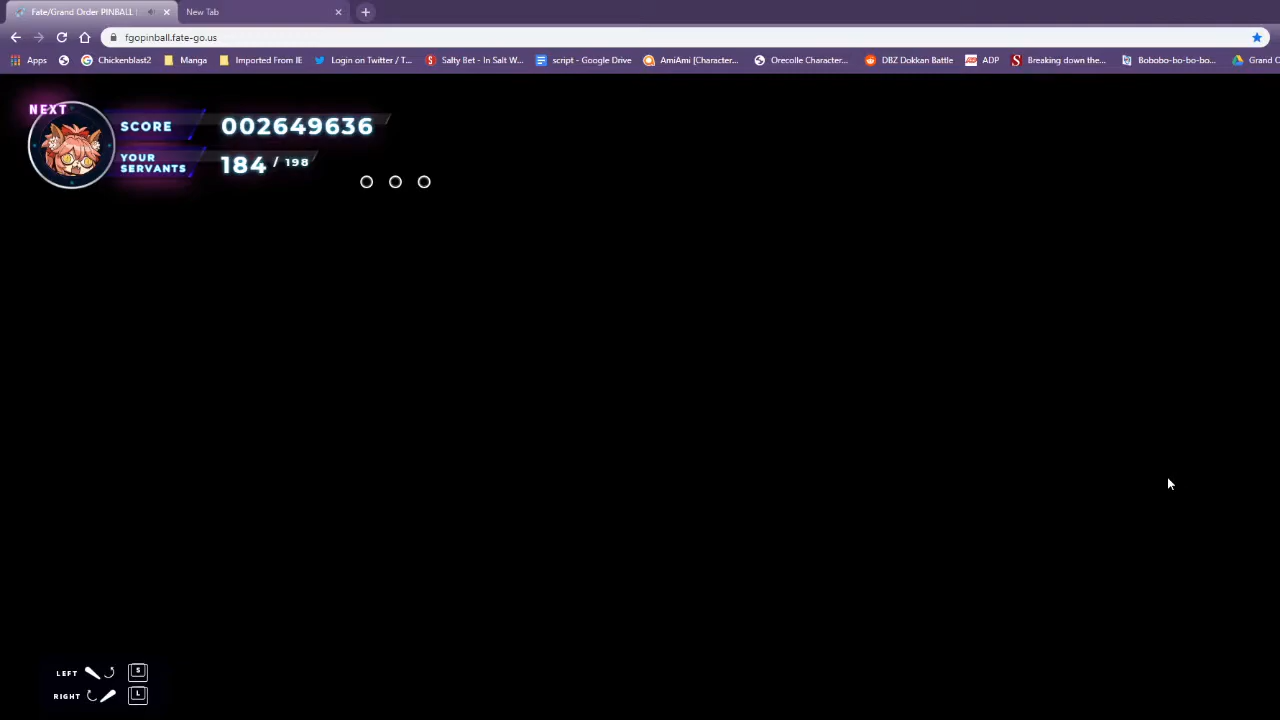 Fate/Grand Order PINBALL
New Tab
fgopinball.fate-go.us
Apps
Chickenblast2
Manga
Imported From IE
Login on Twitter / T...
Salty Bet - In Salt W...
script - Google Drive
AmiAmi [Character...
Orecolle Character...
DBZ Dokkan Battle
ADP
Breaking down the...
Bobobo-bo-bo-bo...
Grand O
NEXT
SCORE 002649636
YOUR
SERVANTS
184 / 198
LEFT S
RIGHT L